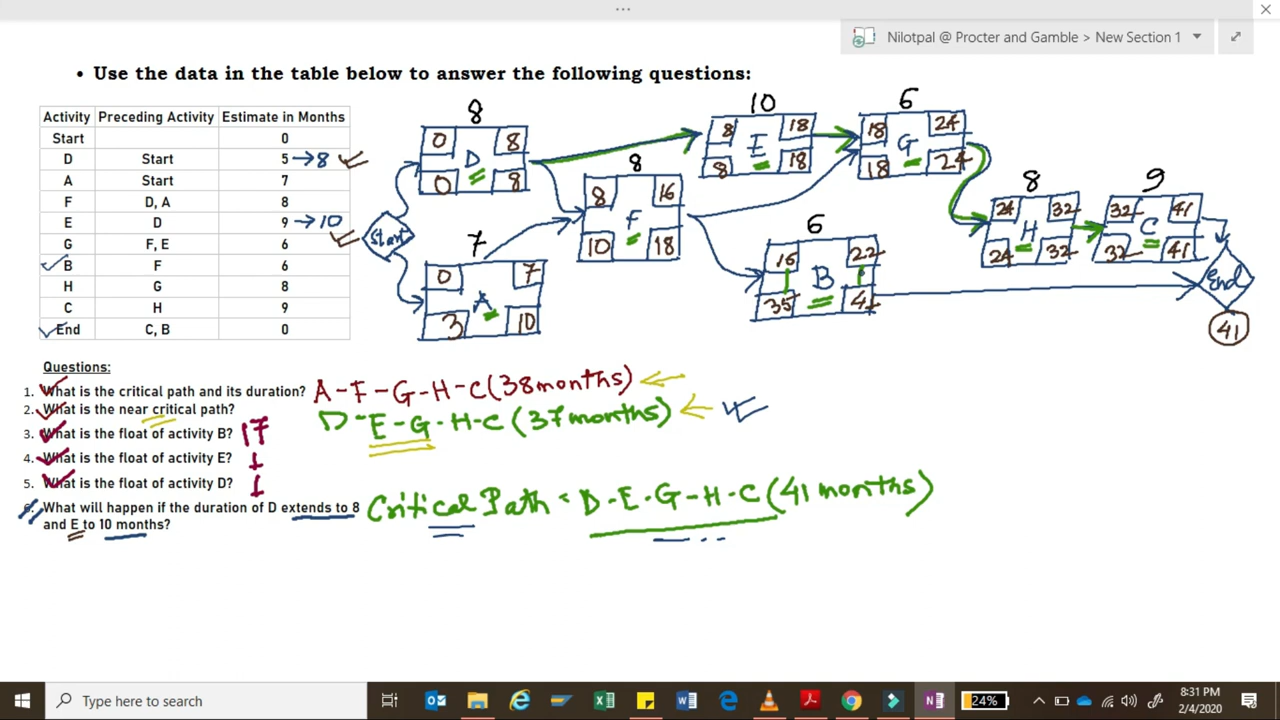 Nilotpal @ Procter and Gamble > New Section 1
• Use the data in the table below to answer the following questions:
Activity Preceding Activity Estimate in Months
Start 0
D Start 5 → 8
A Start 7
F D, A 8
E D 9 → 10
G F, E 6
B F 6
H G 8
C H 9
End C, B 0
Start
8
0 8
D
0 8
7
0 7
A
3 10
8
8 16
F
10 18
10
8 18
E
8 18
6
18 24
G
18 24
6
16 22
B
35 41
8
24 32
H
24 32
9
32 41
C
32 41
End
41
Questions:
1. What is the critical path and its duration? A-F-G-H-C (38 months)
2. What is the near critical path? D-E-G-H-C (37 months)
3. What is the float of activity B? 17
4. What is the float of activity E? 1
5. What is the float of activity D? 1
6. What will happen if the duration of D extends to 8
and E to 10 months?
Critical Path = D-E-G-H-C (41 months)
Type here to search
24%
8:31 PM
2/4/2020